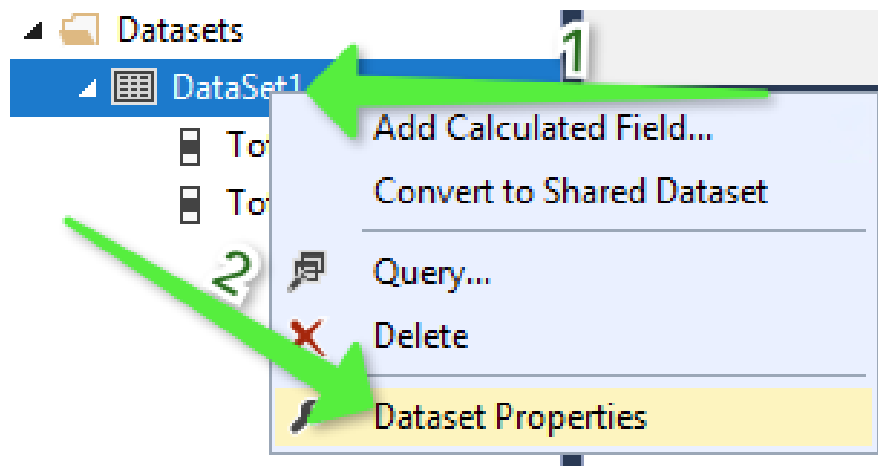 Datasets
1
DataSet1
Add Calculated Field...
Convert to Shared Dataset
2
Query...
Delete
Dataset Properties